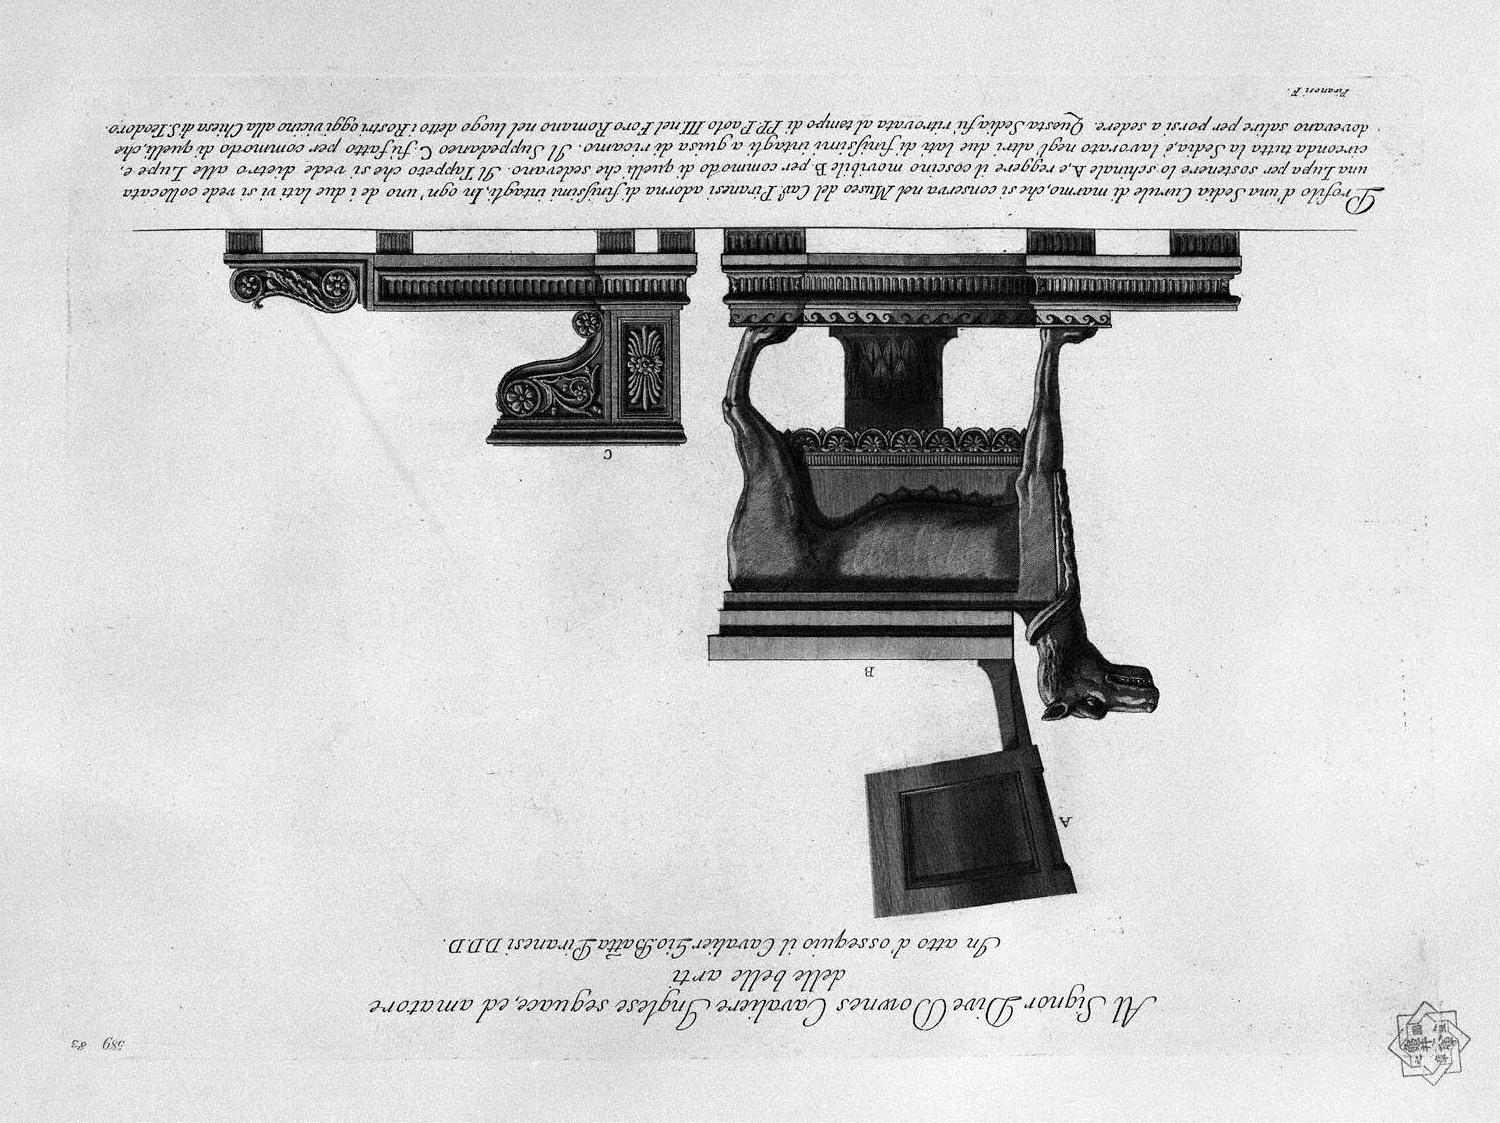 589 83
Al Signor Dive Downes Cavaliere Inglese seguace, ed amatore
delle belle arti
In atto d'ossequio il Cavalier Gio. Batta Piranesi D.D.D.
A
B
C
Profilo d'una Sedia Curule di marmo, che si conserva nel Museo del Cav.r Piranesi adorna di finissimi intagli, In ogn'uno de i due lati vi si vede collocata
una Lupa per sostenere lo schinale A, e reggere il coscino movibile B per commodo di quelli, che sedevano. Il Tappeto che si vede dietro alle Lupe e,
circonda tutta la Sedia, è lavorato negl'altri due lati di finissimi intagli a guisa di ricamo. Il Suppedaneo C fù fatto per commodo di quelli, che
dovevano salire per porsi a sedere. Questa Sedia fù ritrovata al tempo di PP: Paolo III nel Foro Romano nel luogo detto i Rostri oggi vicino alla Chiesa di S. Teodoro.
Piranesi F.